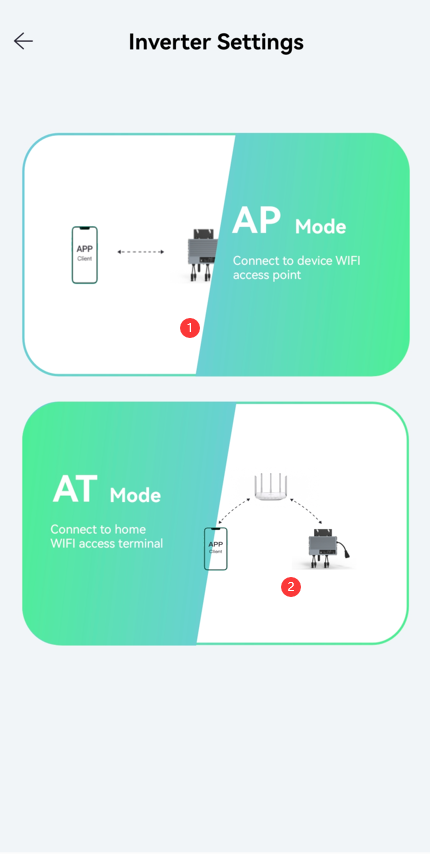 Inverter Settings
APP
Client
AP Mode
Connect to device WIFI
access point
1
AT Mode
Connect to home
WIFI access terminal
APP
Client
2